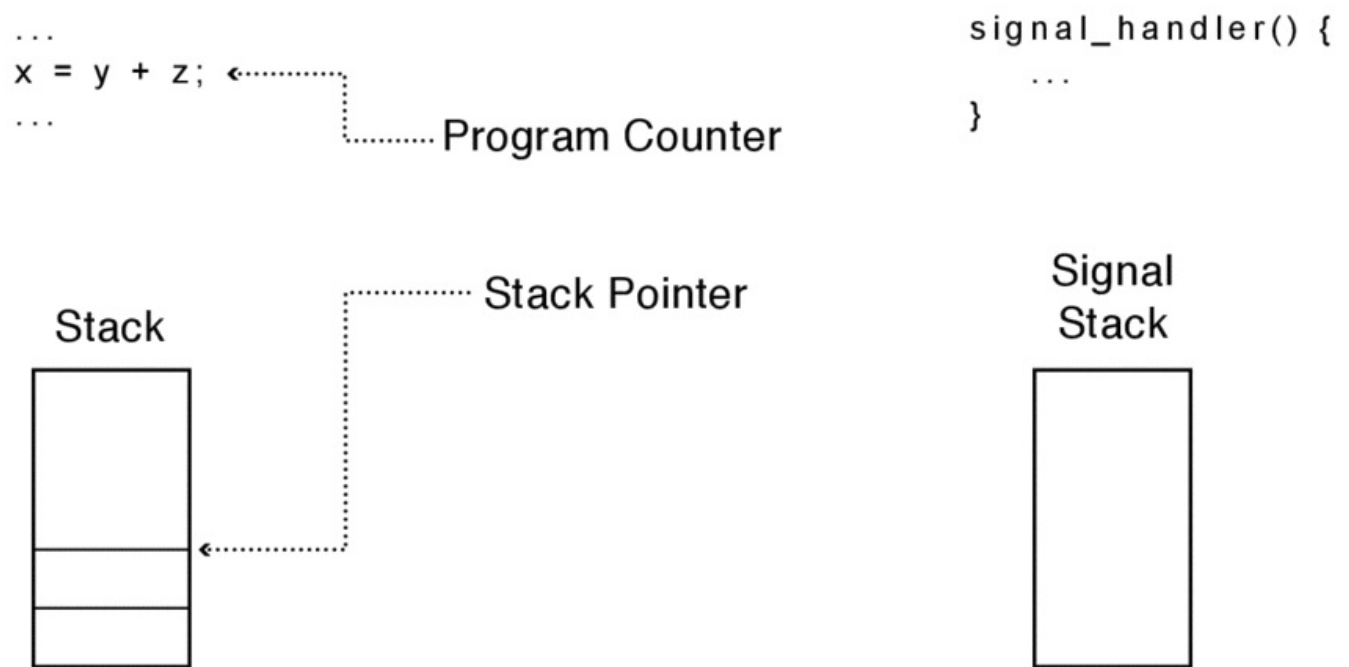 ...
x = y + z;
...
Program Counter
signal_handler() {
...
}
Stack Pointer
Stack
Signal
Stack